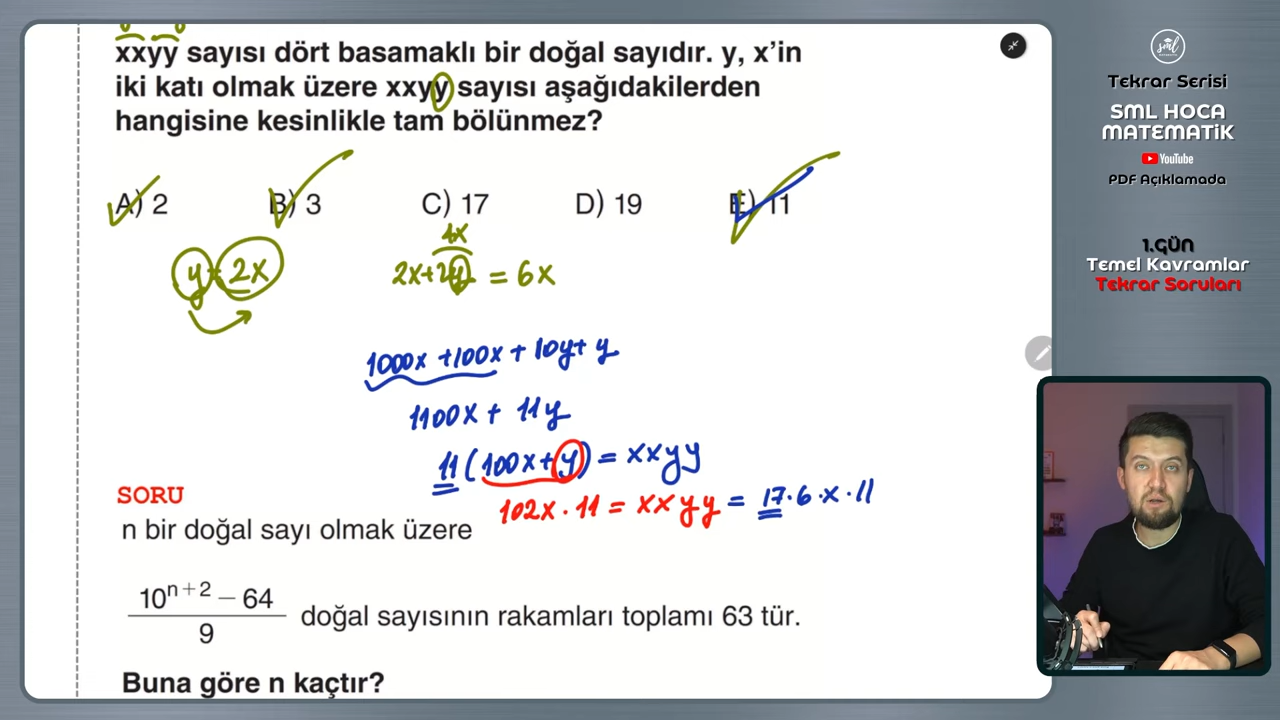 xxyy sayısı dört basamaklı bir doğal sayıdır. y, x'in
iki katı olmak üzere xxyy sayısı aşağıdakilerden
hangisine kesinlikle tam bölünmez?
A) 2 B) 3 C) 17 D) 19 E) 11
4x
y = 2x 2x+2y = 6x
1000x +100x + 10y+ y
1100x + 11y
11 (100x+y) = xxyy
102x . 11 = xxyy = 17.6.x.11
SORU
n bir doğal sayı olmak üzere
10^{n+2} − 64
9
doğal sayısının rakamları toplamı 63 tür.
Buna göre n kaçtır?
sml
Tekrar Serisi
SML HOCA
MATEMATİK
YouTube
PDF Açıklamada
1.GÜN
Temel Kavramlar
Tekrar Soruları